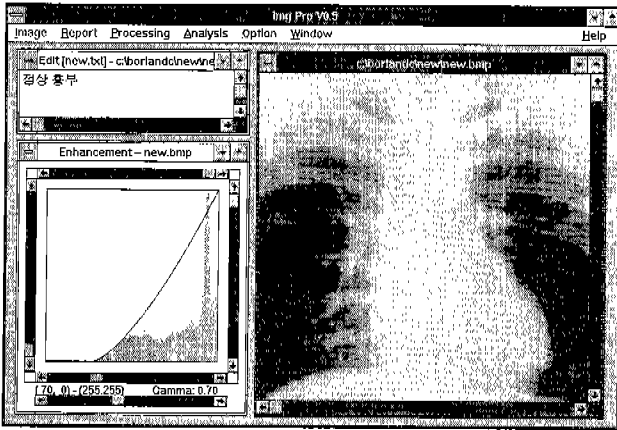 Img Pro V0.5
Image Report Processing Analysis Option Window Help
Edit [new.txt] - c:\borlandc\new\ne
정상 흉부
Enhancement -- new.bmp
(70, 0) - (255,255) Gamma: 0.70
c:\borlandc\new\new.bmp